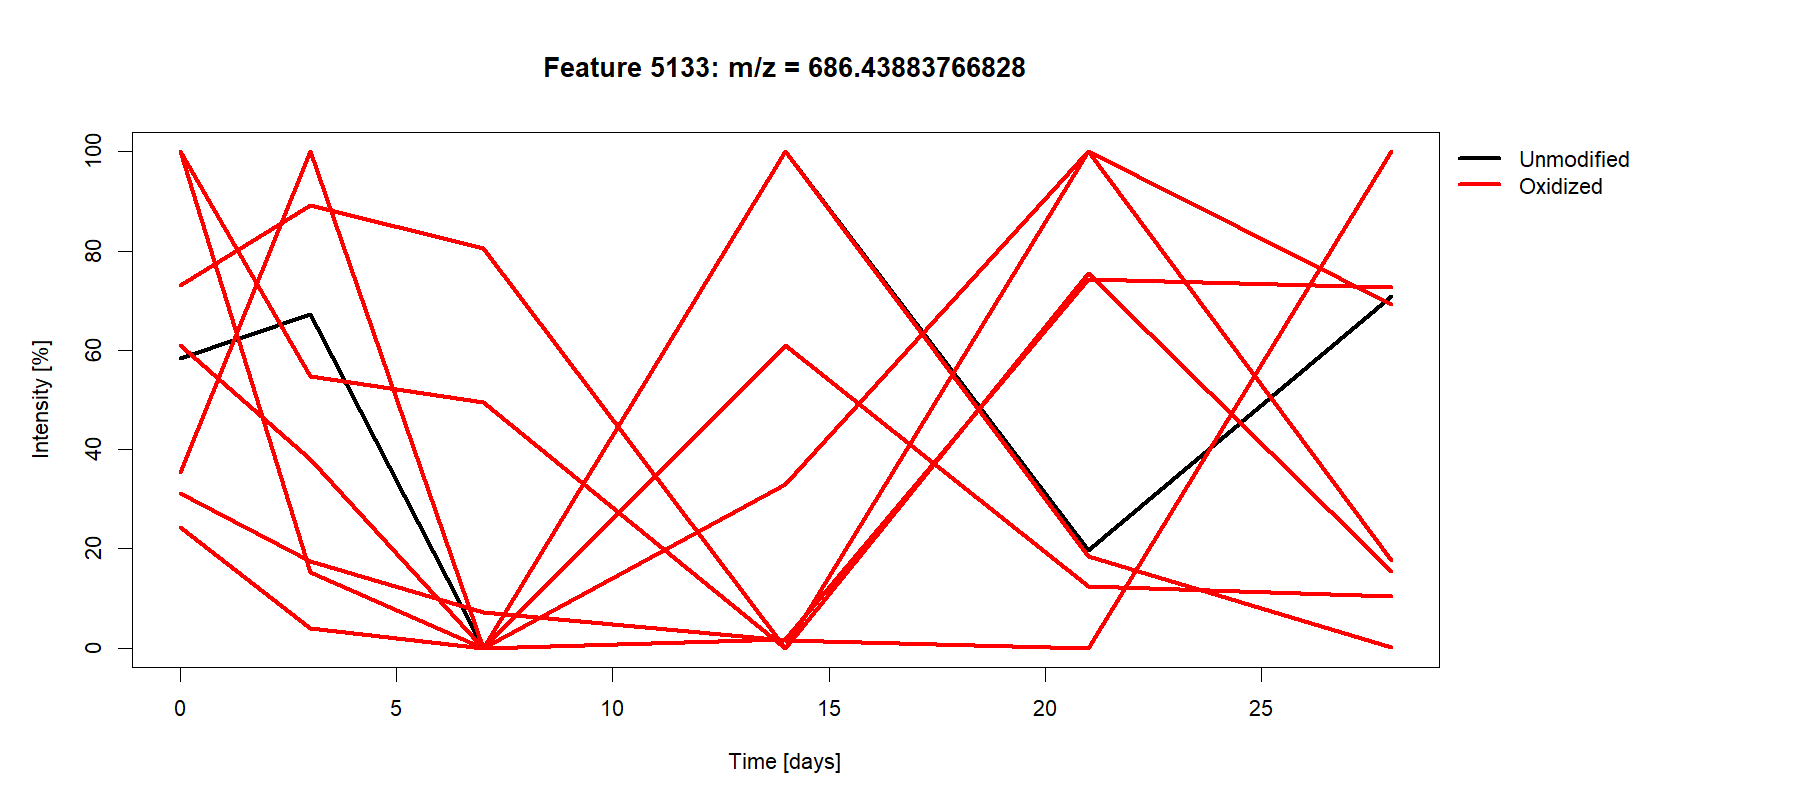 Feature 5133: m/z = 686.43883766828
Unmodified
Oxidized
100
80
60
40
20
0
Intensity [%]
0 5 10 15 20 25
Time [days]